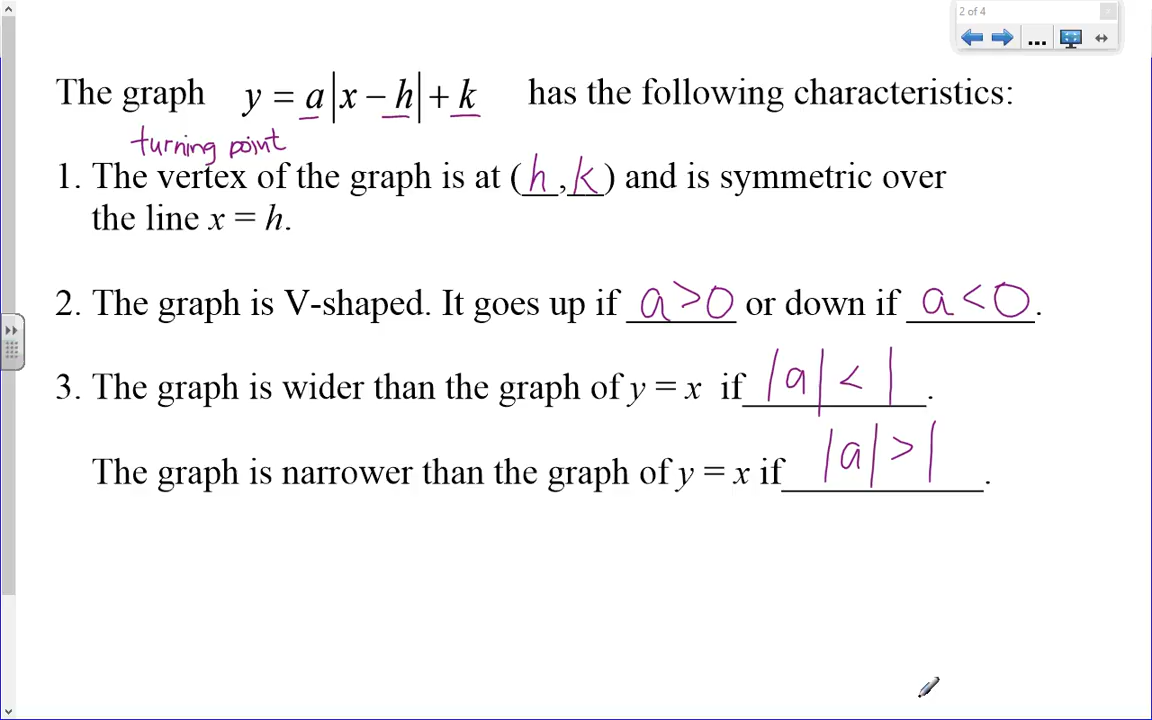 2 of 4
...
The graph y = a|x − h| + k has the following characteristics:
turning point
1. The vertex of the graph is at (h,k) and is symmetric over
the line x = h.
2. The graph is V-shaped. It goes up if a>0 or down if a<0.
3. The graph is wider than the graph of y = x if |a| < 1.
The graph is narrower than the graph of y = x if |a| > 1.